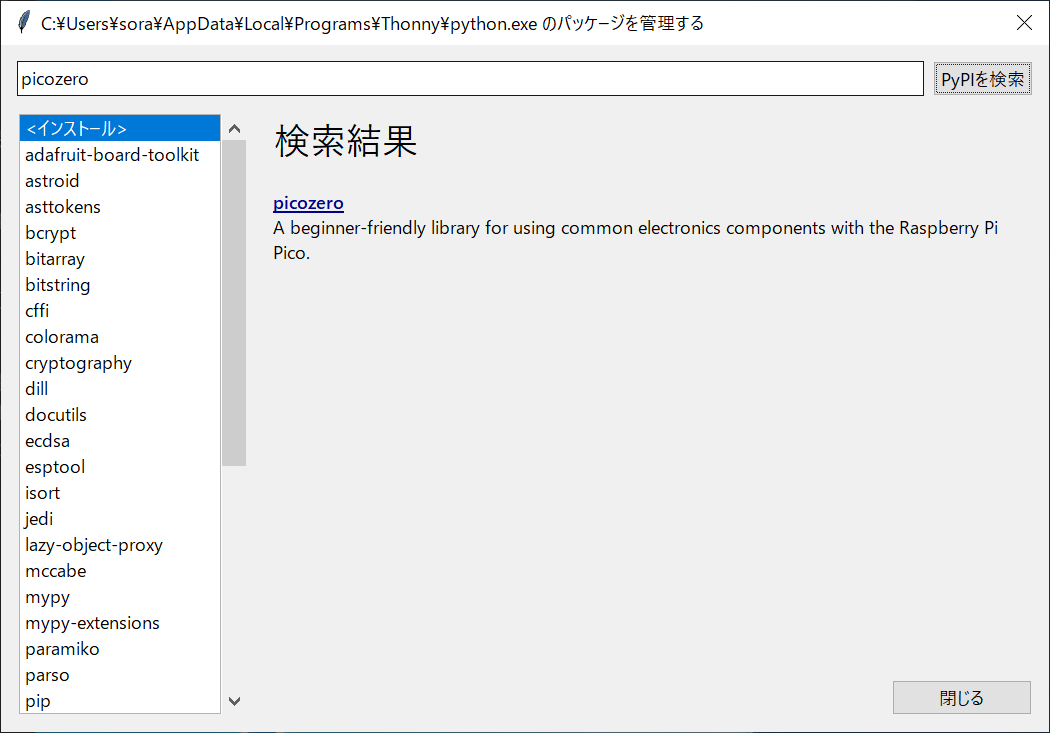 C:¥Users¥sora¥AppData¥Local¥Programs¥Thonny¥python.exe のパッケージを管理する
picozero
PyPIを検索
<インストール>
adafruit-board-toolkit
astroid
asttokens
bcrypt
bitarray
bitstring
cffi
colorama
cryptography
dill
docutils
ecdsa
esptool
isort
jedi
lazy-object-proxy
mccabe
mypy
mypy-extensions
paramiko
parso
pip
検索結果
picozero
A beginner-friendly library for using common electronics components with the Raspberry Pi
Pico.
閉じる